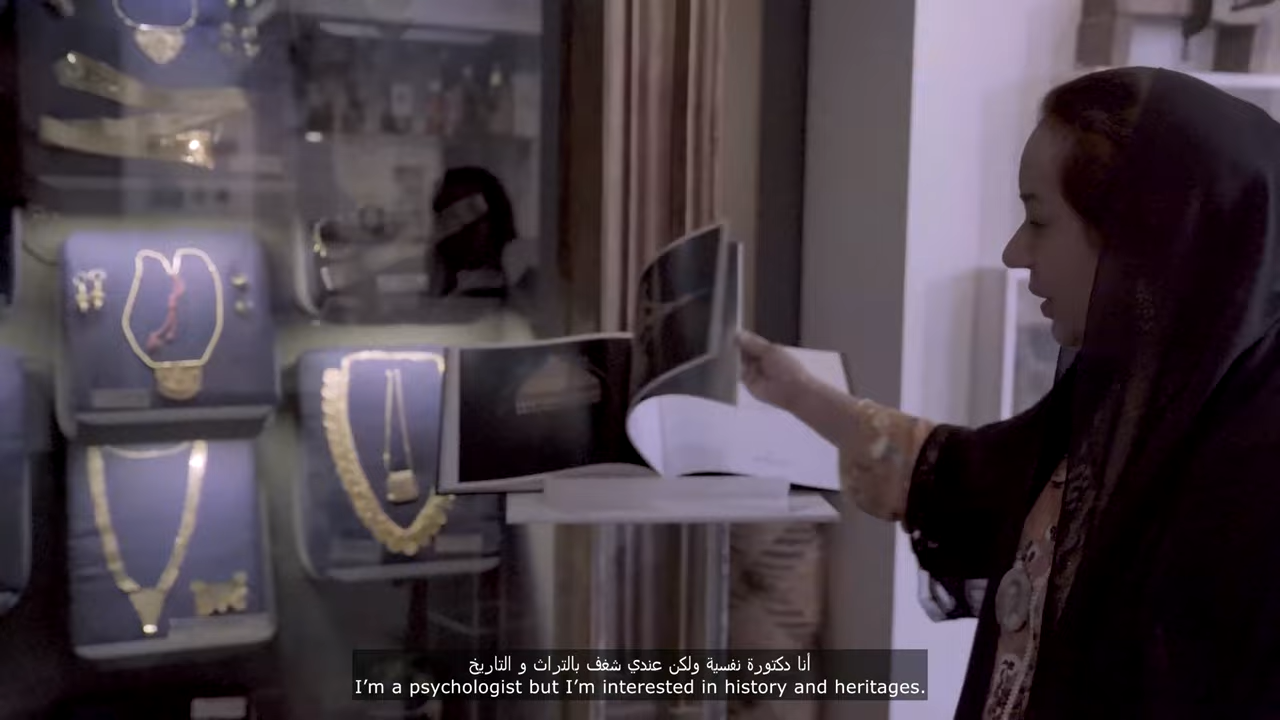 أنا دكتورة نفسية ولكن عندي شغف بالتراث و التاريخ
I'm a psychologist but I'm interested in history and heritages.